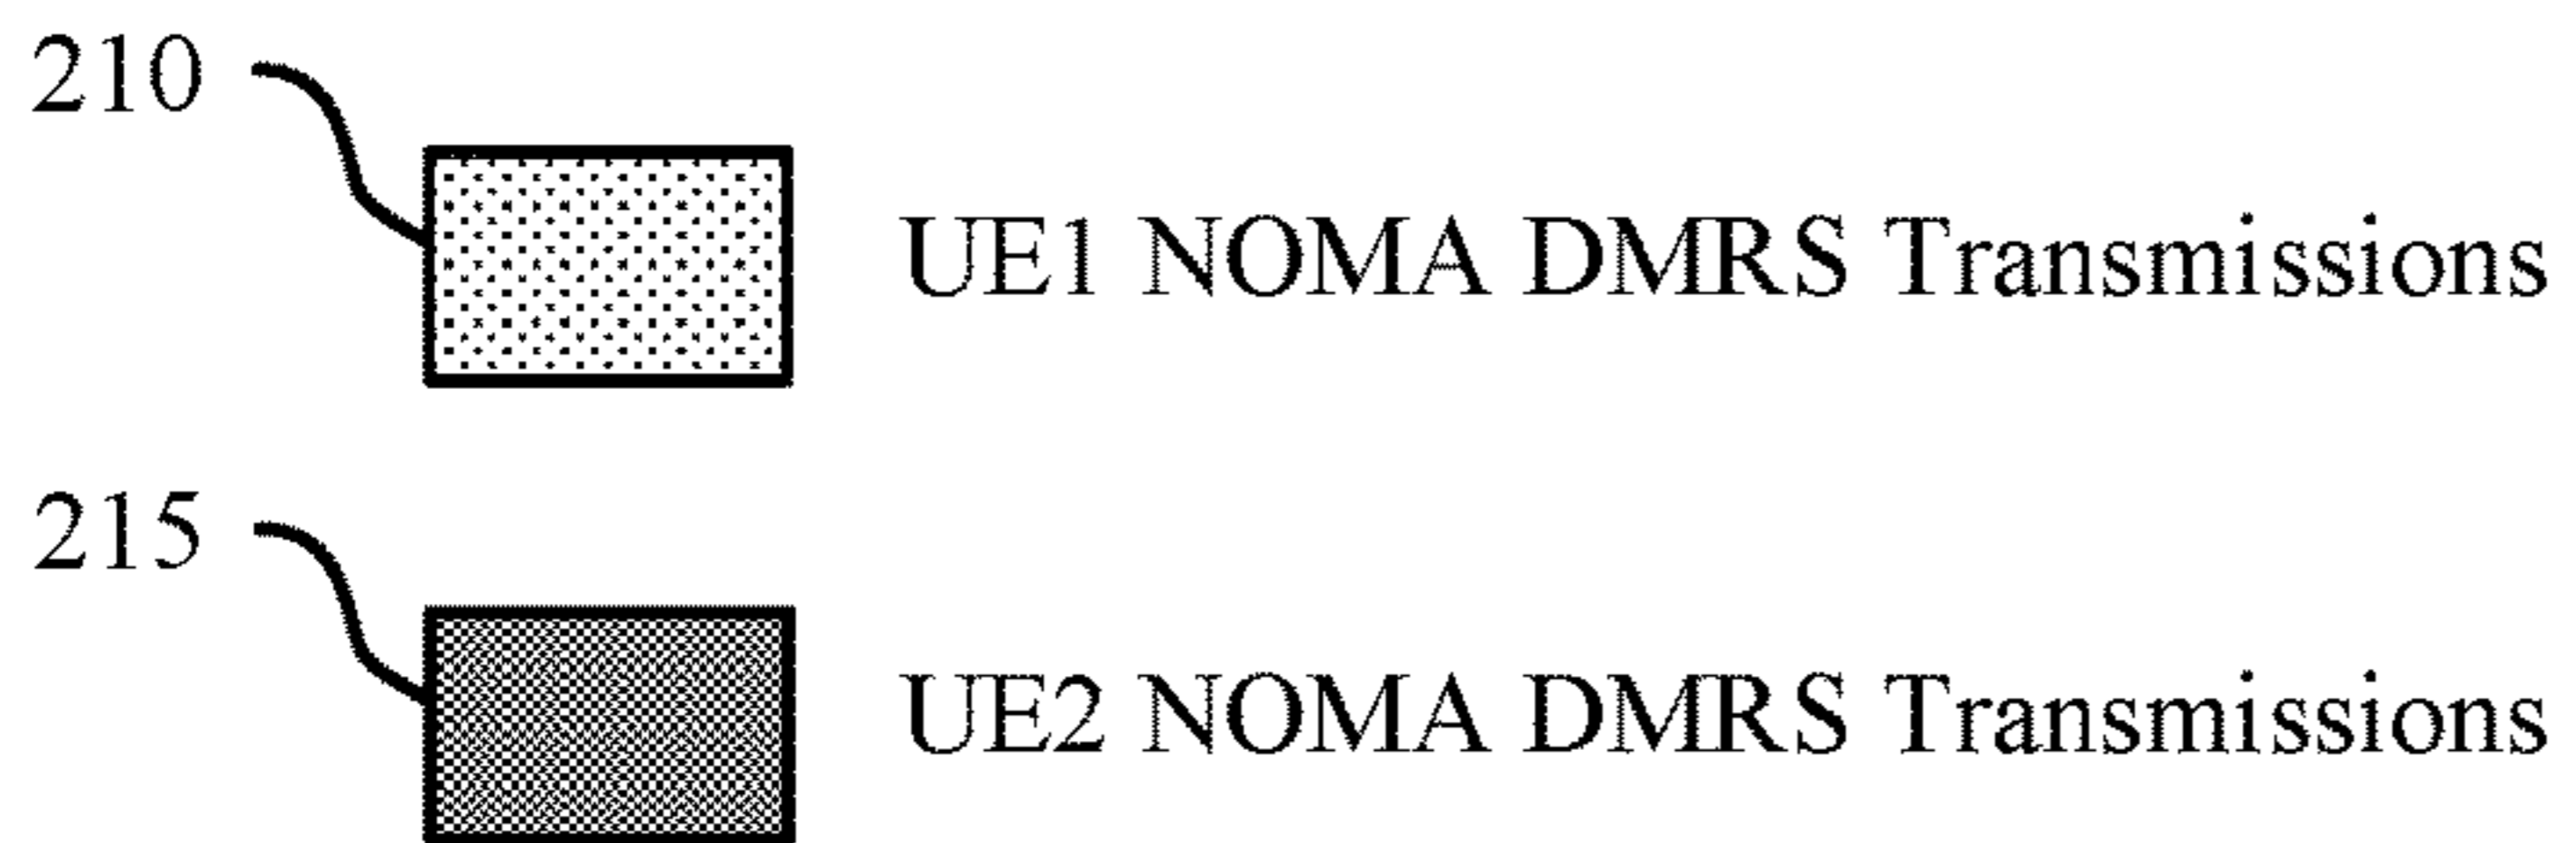 210
UE1 NOMA DMRS Transmissions
215
UE2 NOMA DMRS Transmissions